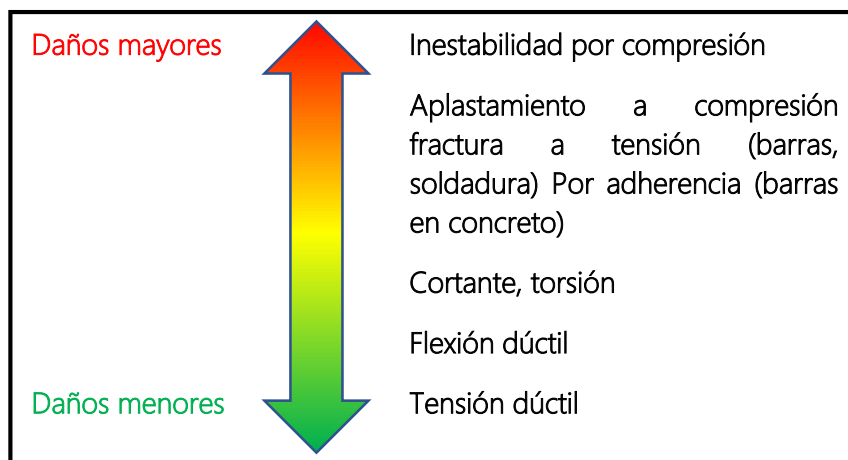 Daños mayores
Inestabilidad por compresión
Aplastamiento a compresión
fractura a tensión (barras,
soldadura) Por adherencia (barras
en concreto)
Cortante, torsión
Flexión dúctil
Daños menores
Tensión dúctil